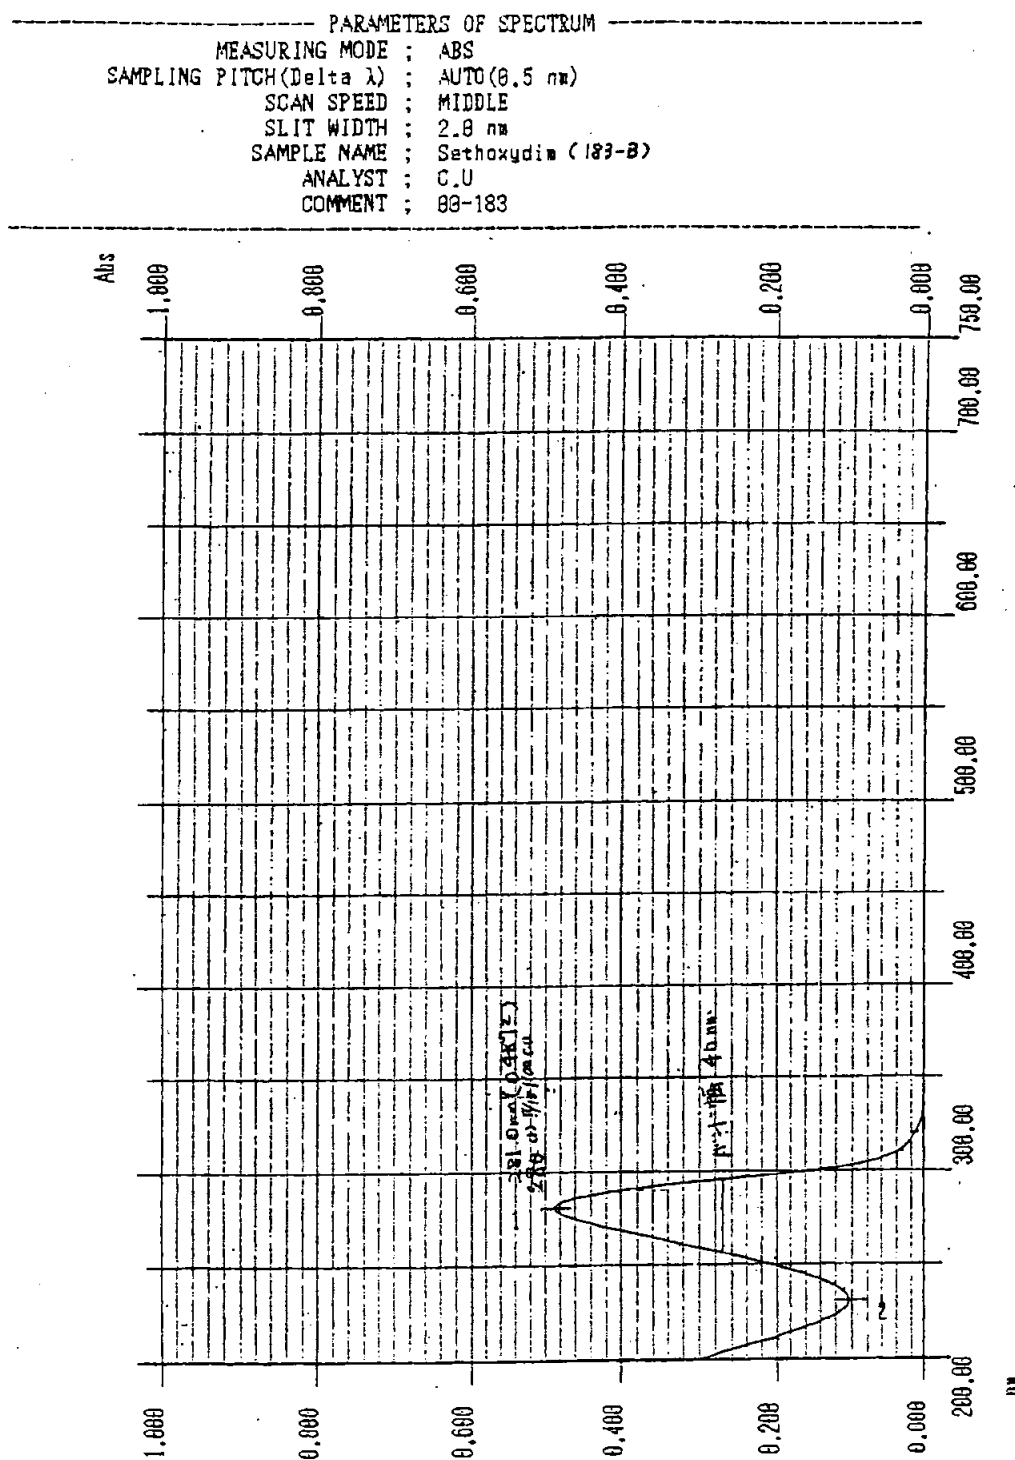 PARAMETERS OF SPECTRUM
MEASURING MODE ; ABS
SAMPLING PITCH(Delta λ) ; AUTO(0.5 nm)
SCAN SPEED ; MIDDLE
SLIT WIDTH ; 2.0 nm
SAMPLE NAME ; Sethoxydim (183-B)
ANALYST ; C.U
COMMENT ; 88-183
Abs
1.000
0.800
0.600
0.400
0.200
0.000
750.00
700.00
600.00
500.00
400.00
300.00
200.00
nm
281.0nm
40nm
2
1.000
0.800
0.600
0.400
0.200
0.000